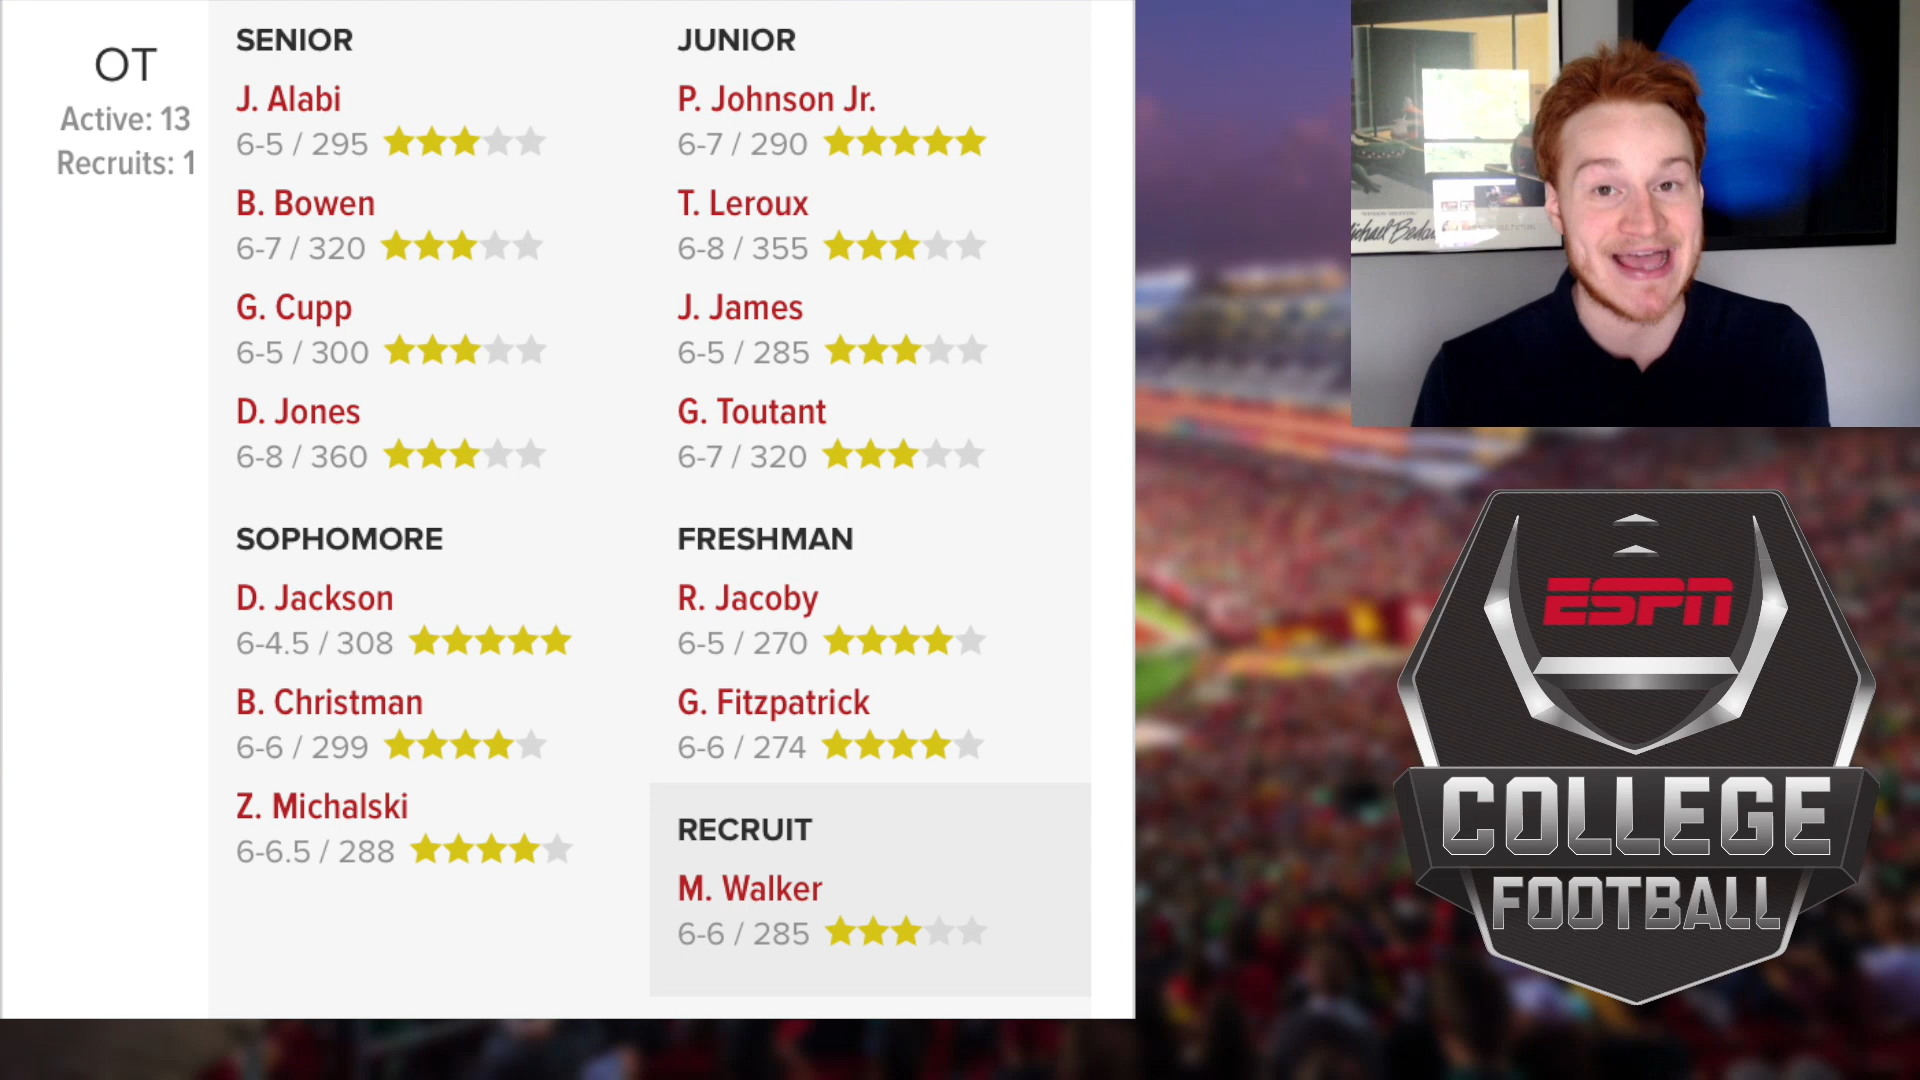 OT
Active: 13
Recruits: 1
SENIOR
J. Alabi
6-5 / 295
B. Bowen
6-7 / 320
G. Cupp
6-5 / 300
D. Jones
6-8 / 360
JUNIOR
P. Johnson Jr.
6-7 / 290
T. Leroux
6-8 / 355
J. James
6-5 / 285
G. Toutant
6-7 / 320
SOPHOMORE
D. Jackson
6-4.5 / 308
B. Christman
6-6 / 299
Z. Michalski
6-6.5 / 288
FRESHMAN
R. Jacoby
6-5 / 270
G. Fitzpatrick
6-6 / 274
RECRUIT
M. Walker
6-6 / 285
ESPN
COLLEGE
FOOTBALL